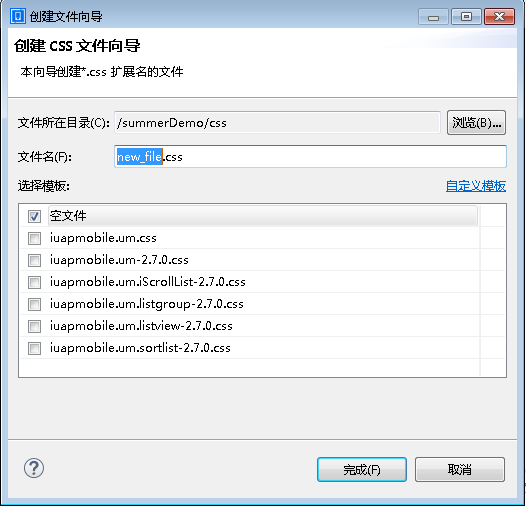 创建文件向导
创建 CSS 文件向导
本向导创建*.css 扩展名的文件
文件所在目录(C): /summerDemo/css 浏览(B)...
文件名(F): new_file.css
选择模板: 自定义模板
空文件
iuapmobile.um.css
iuapmobile.um-2.7.0.css
iuapmobile.um.iScrollList-2.7.0.css
iuapmobile.um.listgroup-2.7.0.css
iuapmobile.um.listview-2.7.0.css
iuapmobile.um.sortlist-2.7.0.css
? 完成(F) 取消